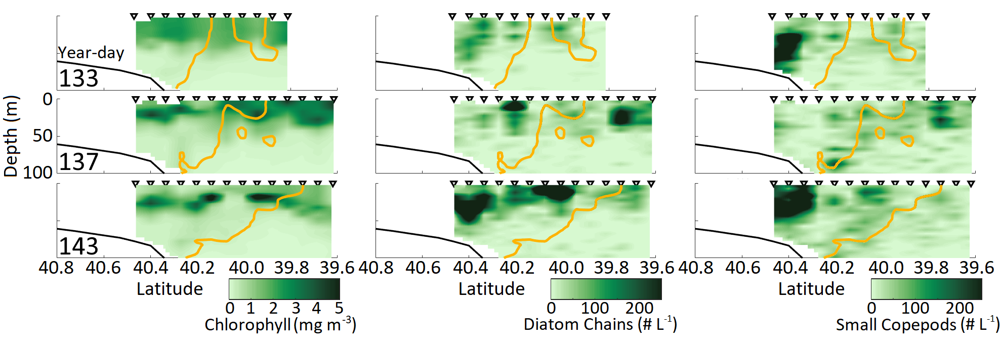 Year-day
133
0
50
100
Depth (m)
137
143
40.8 40.6 40.4 40.2 40.0 39.8 39.6
40.8 40.6 40.4 40.2 40.0 39.8 39.6
40.8 40.6 40.4 40.2 40.0 39.8 39.6
Latitude
0 1 2 3 4 5
Chlorophyll (mg m⁻³)
Latitude
0 100 200
Diatom Chains (# L⁻¹)
Latitude
0 100 200
Small Copepods (# L⁻¹)